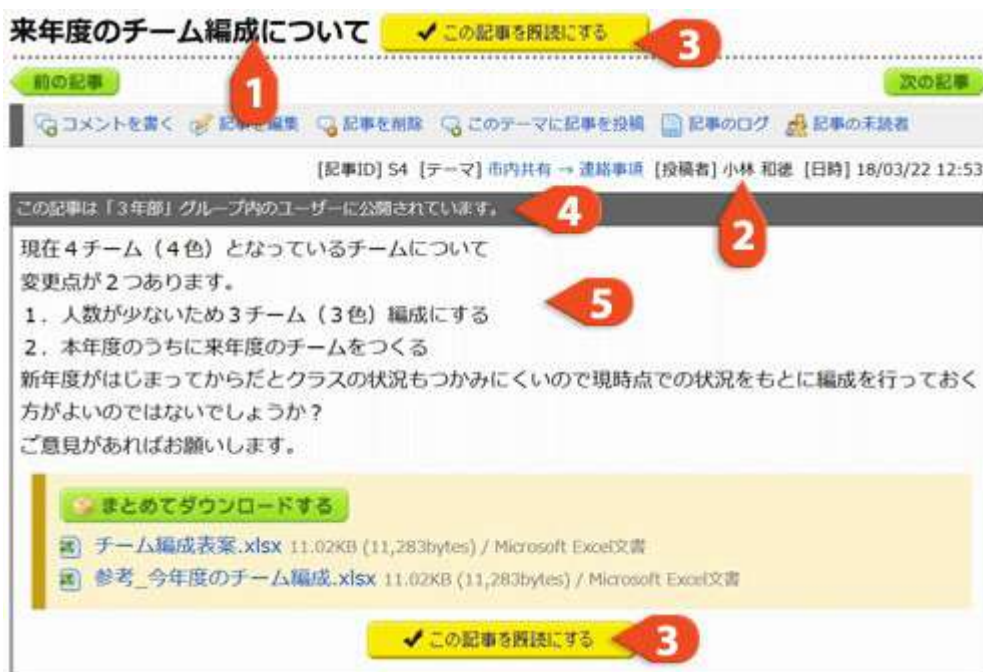 来年度のチーム編成について ✔この記事を既読にする 3
1
前の記事 次の記事
コメントを書く 記事を編集 記事を削除 このテーマに記事を投稿 記事のログ 記事の未読者
[記事ID] S4 [テーマ] 市内共有 → 連絡事項 [投稿者] 小林 和徳 [日時] 18/03/22 12:53
この記事は「３年部」グループ内のユーザーに公開されています。 4
2
現在４チーム（４色）となっているチームについて
変更点が２つあります。
5
１．人数が少ないため３チーム（３色）編成にする
２．本年度のうちに来年度のチームをつくる
新年度がはじまってからだとクラスの状況もつかみにくいので現時点での状況をもとに編成を行っておく
方がよいのではないでしょうか？
ご意見があればお願いします。
まとめてダウンロードする
チーム編成表案.xlsx 11.02KB (11,283bytes) / Microsoft Excel文書
参考_今年度のチーム編成.xlsx 11.02KB (11,283bytes) / Microsoft Excel文書
✔この記事を既読にする 3